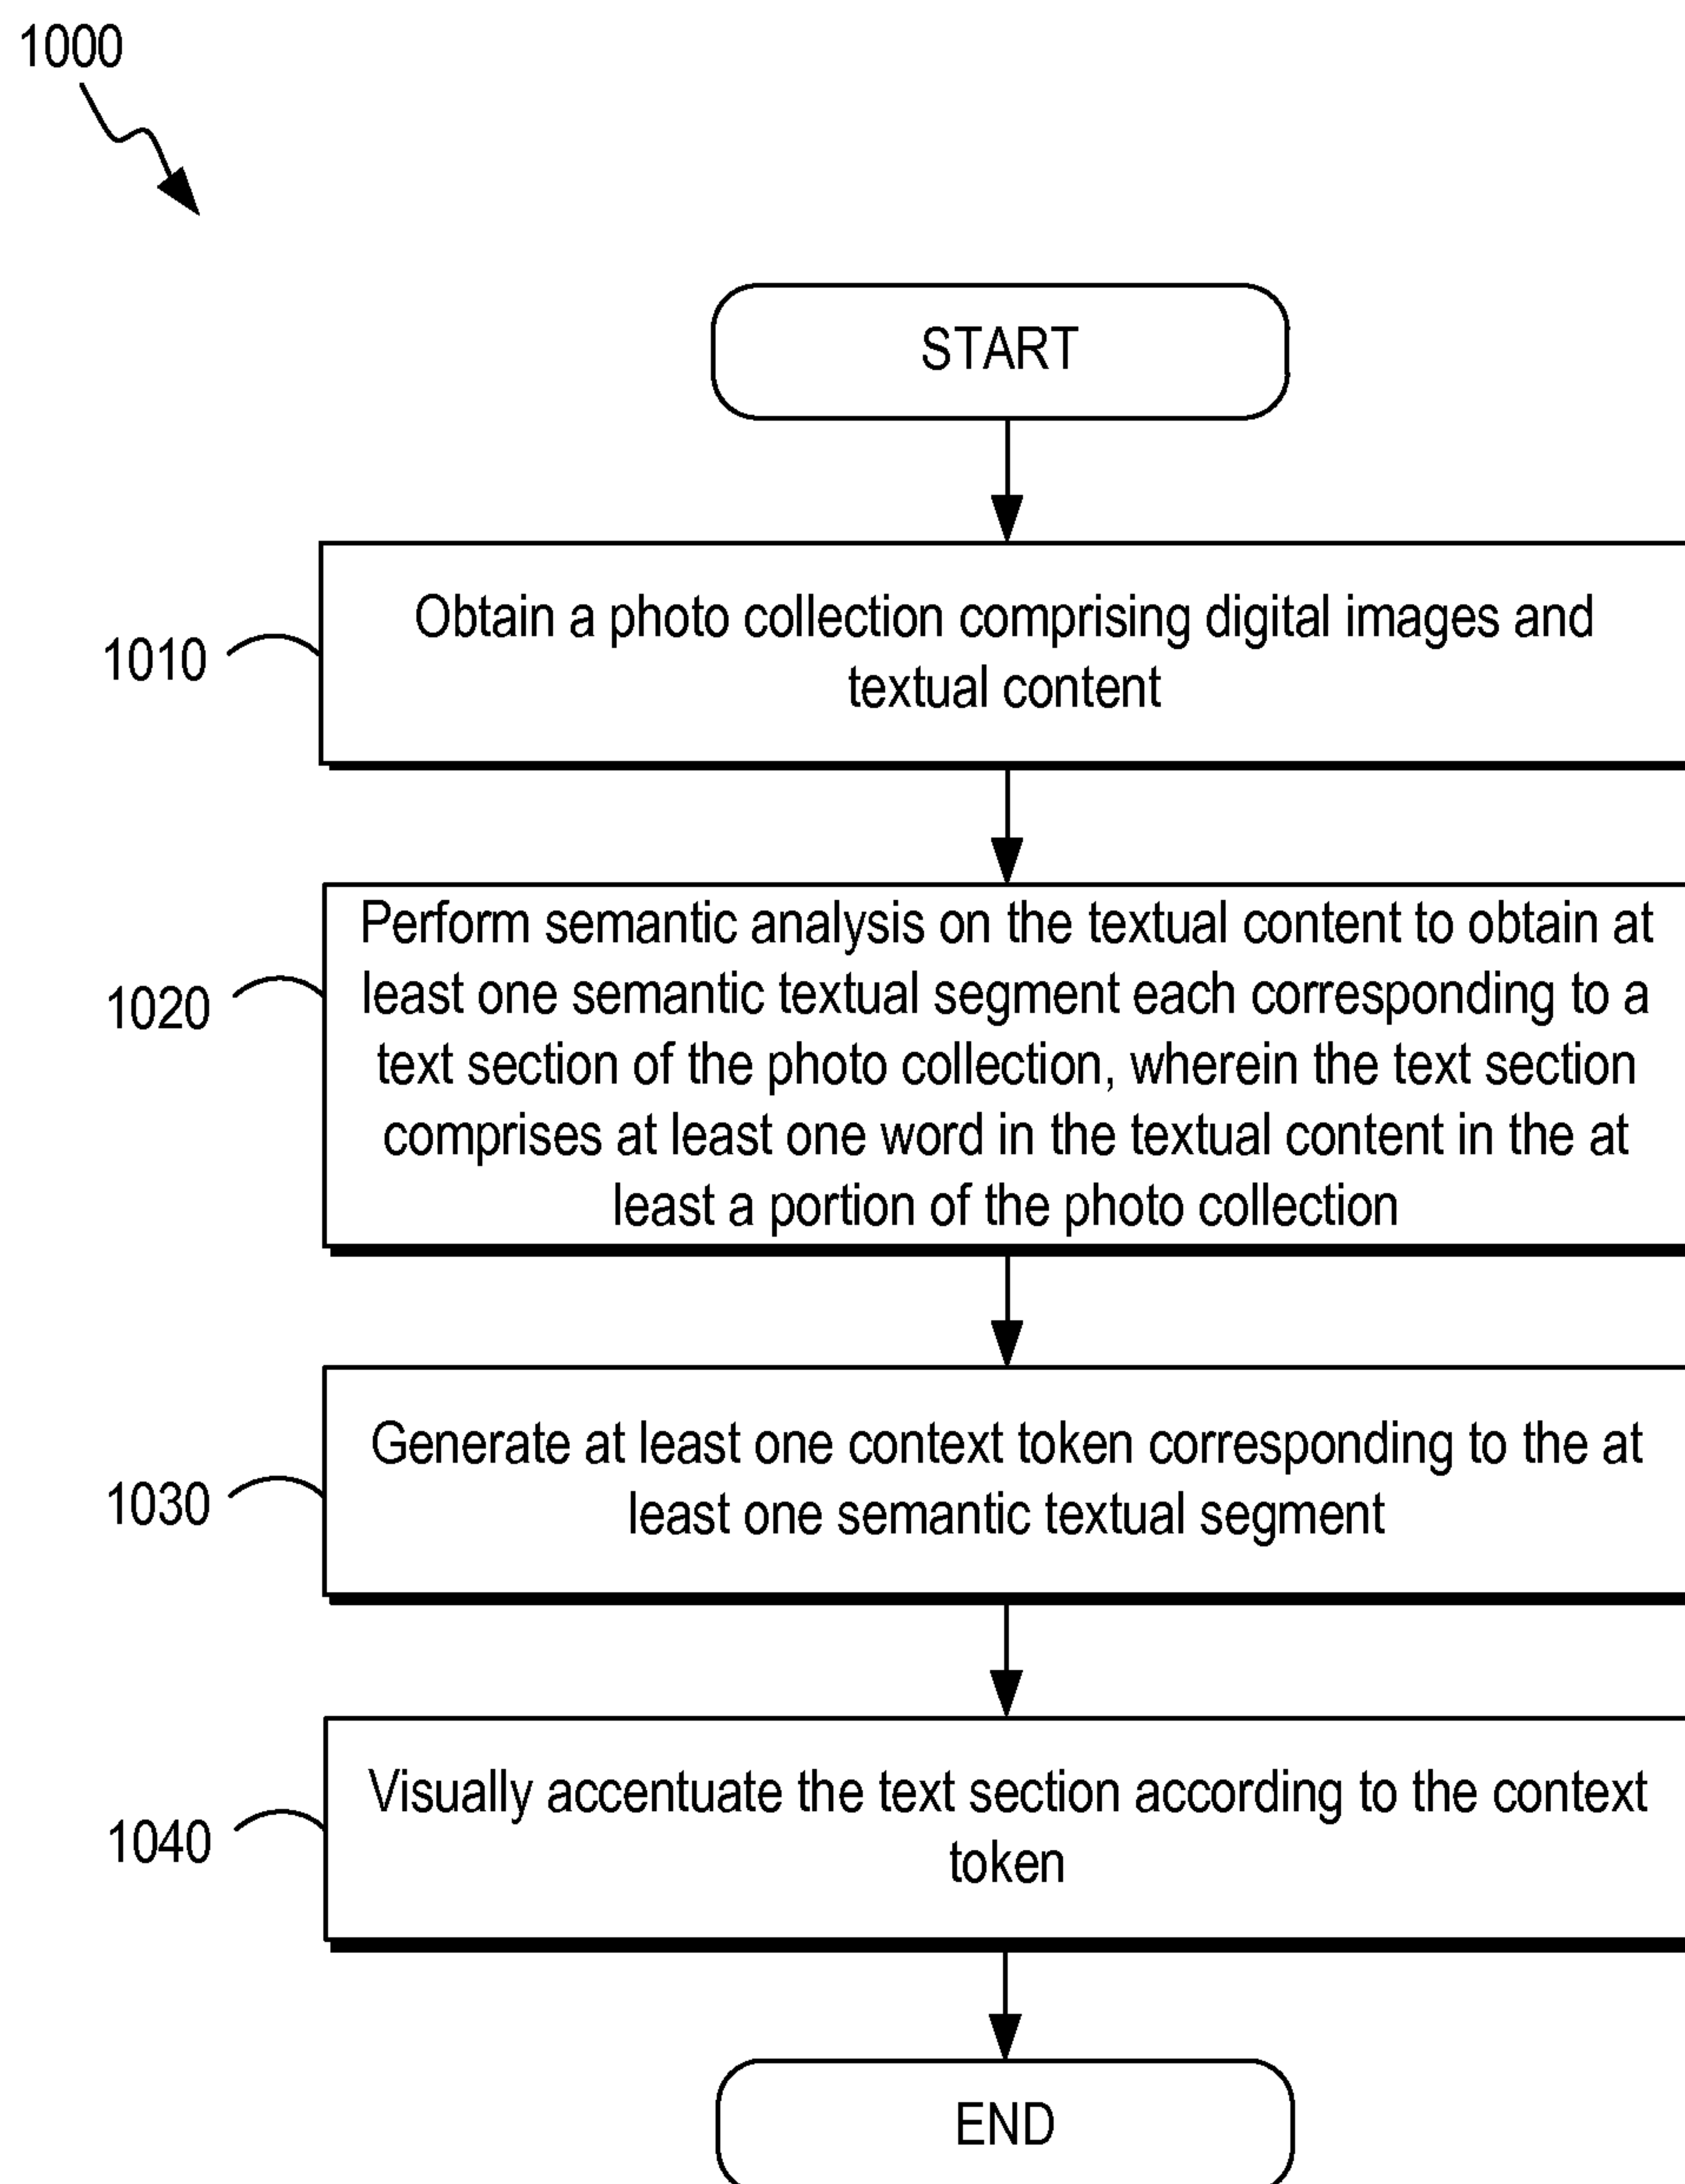 1000
START
1010
Obtain a photo collection comprising digital images and
textual content
1020
Perform semantic analysis on the textual content to obtain at
least one semantic textual segment each corresponding to a
text section of the photo collection, wherein the text section
comprises at least one word in the textual content in the at
least a portion of the photo collection
1030
Generate at least one context token corresponding to the at
least one semantic textual segment
1040
Visually accentuate the text section according to the context
token
END